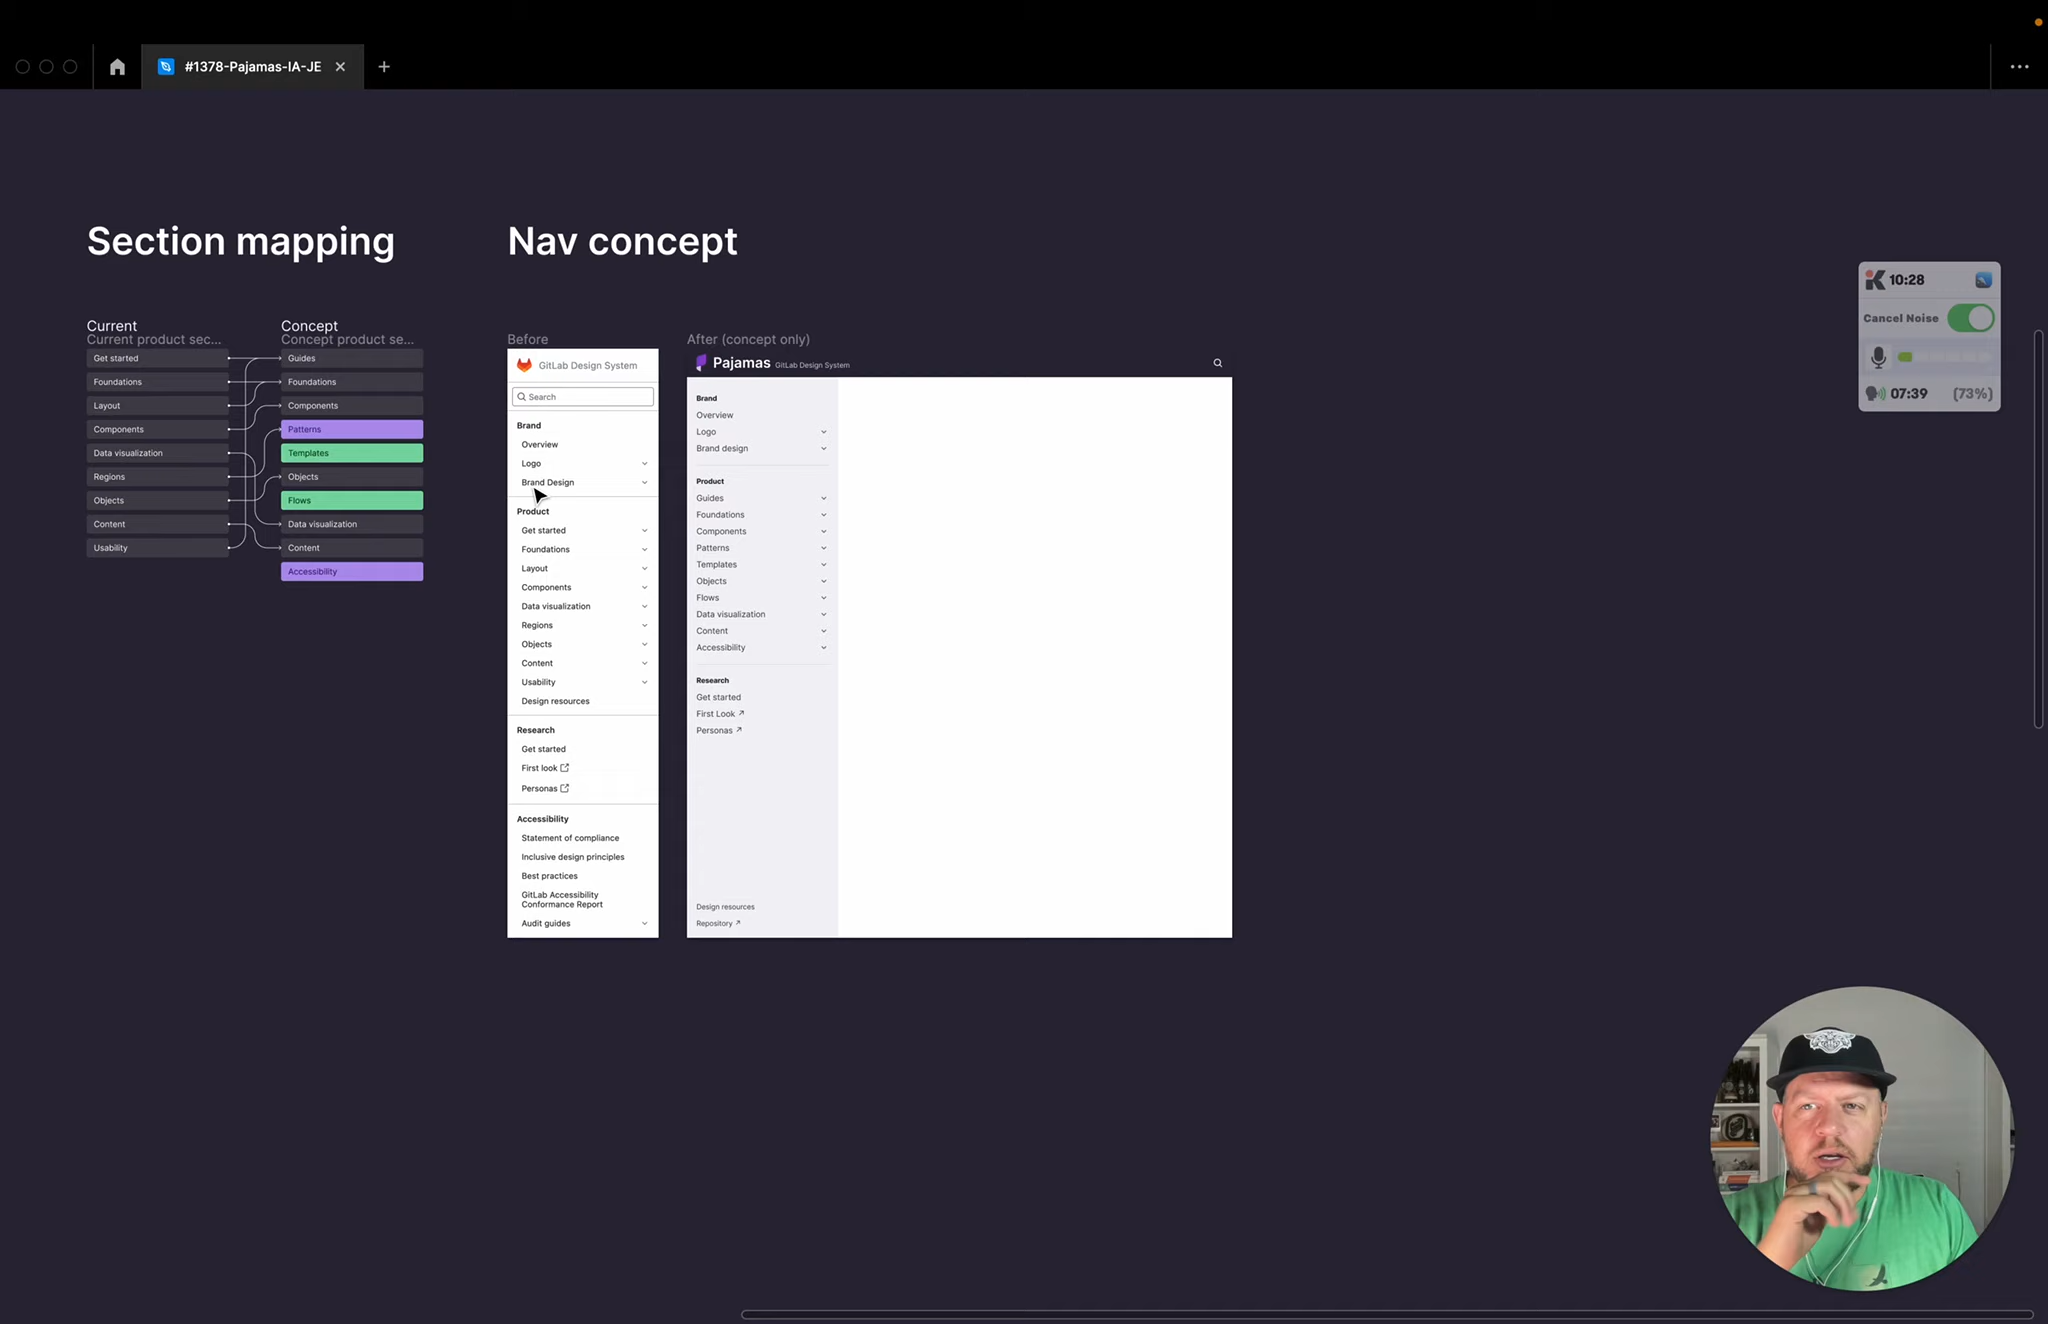 #1378-Pajamas-IA-JE
Section mapping
Nav concept
Current
Current product sec...
Get started
Foundations
Layout
Components
Data visualization
Regions
Objects
Content
Usability
Concept
Concept product se...
Guides
Foundations
Components
Patterns
Templates
Objects
Flows
Data visualization
Content
Accessibility
Before
GitLab Design System
Search
Brand
Overview
Logo
Brand Design
Product
Get started
Foundations
Layout
Components
Data visualization
Regions
Objects
Content
Usability
Design resources
Research
Get started
First look
Personas
Accessibility
Statement of compliance
Inclusive design principles
Best practices
GitLab Accessibility
Conformance Report
Audit guides
After (concept only)
Pajamas GitLab Design System
Brand
Overview
Logo
Brand design
Product
Guides
Foundations
Components
Patterns
Templates
Objects
Flows
Data visualization
Content
Accessibility
Research
Get started
First Look
Personas
Design resources
Repository
10:28
Cancel Noise
07:39 (73%)